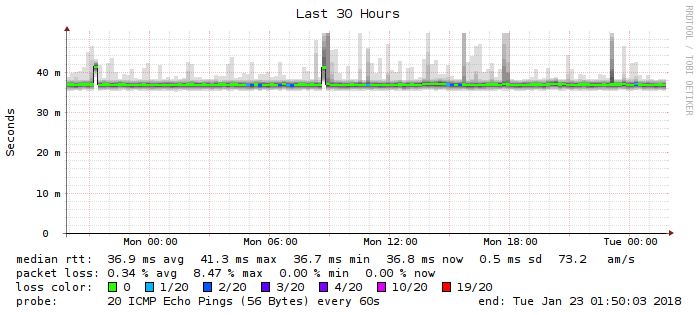 Last 30 Hours
RRDTOOL / TOBI OETIKER
Seconds
40 m
30 m
20 m
10 m
0
Mon 00:00 Mon 06:00 Mon 12:00 Mon 18:00 Tue 00:00
median rtt: 36.9 ms avg 41.3 ms max 36.7 ms min 36.8 ms now 0.5 ms sd 73.2 am/s
packet loss: 0.34 % avg 8.47 % max 0.00 % min 0.00 % now
loss color: 0 1/20 2/20 3/20 4/20 10/20 19/20
probe: 20 ICMP Echo Pings (56 Bytes) every 60s end: Tue Jan 23 01:50:03 2018